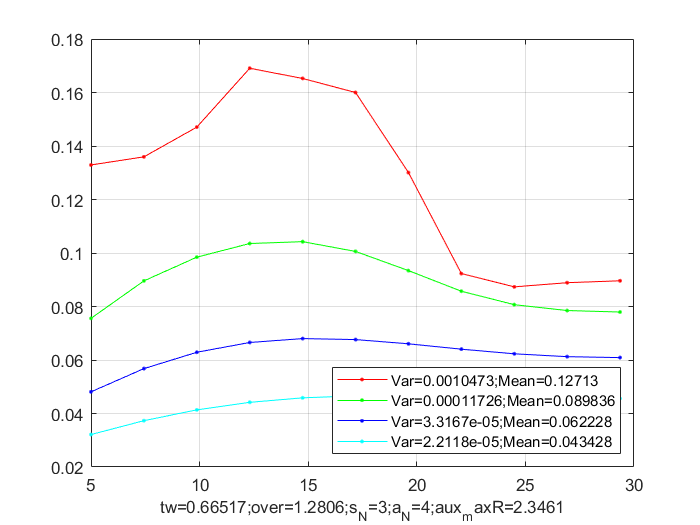 0.18
0.16
0.14
0.12
0.1
0.08
0.06
0.04
0.02
Var=0.0010473;Mean=0.12713
Var=0.00011726;Mean=0.089836
Var=3.3167e-05;Mean=0.062228
Var=2.2118e-05;Mean=0.043428
5 10 15 20 25 30
tw=0.66517;over=1.2806;s_N=3;a_N=4;aux_maxR=2.3461